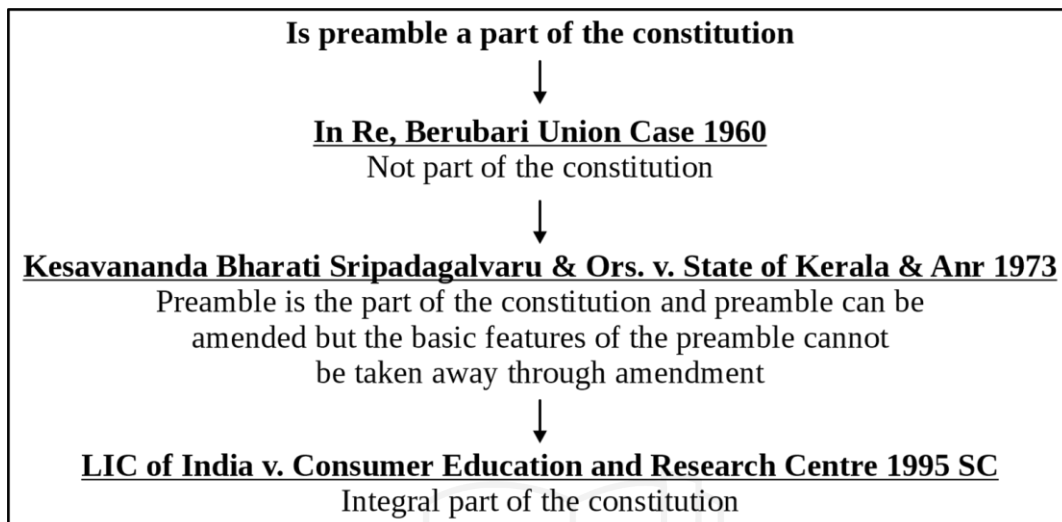 Is preamble a part of the constitution
In Re, Berubari Union Case 1960
Not part of the constitution
Kesavananda Bharati Sripadagalvaru & Ors. v. State of Kerala & Anr 1973
Preamble is the part of the constitution and preamble can be
amended but the basic features of the preamble cannot
be taken away through amendment
LIC of India v. Consumer Education and Research Centre 1995 SC
Integral part of the constitution